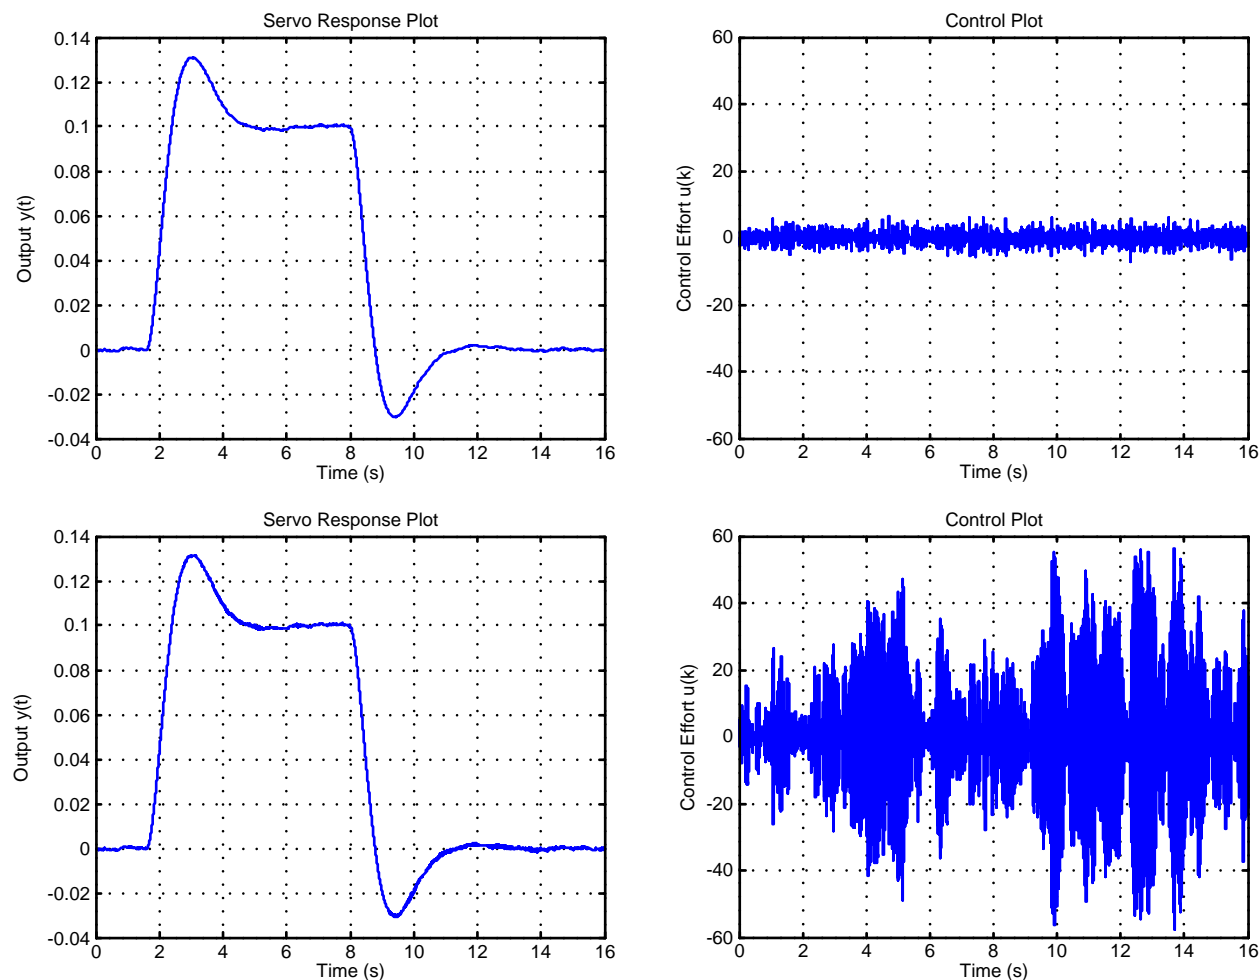 Servo Response Plot
0.14
0.12
0.1
0.08
0.06
0.04
0.02
0
-0.02
-0.04
Output y(t)
0 2 4 6 8 10 12 14 16
Time (s)
Control Plot
60
40
20
0
-20
-40
-60
Control Effort u(k)
0 2 4 6 8 10 12 14 16
Time (s)
Servo Response Plot
0.14
0.12
0.1
0.08
0.06
0.04
0.02
0
-0.02
-0.04
Output y(t)
0 2 4 6 8 10 12 14 16
Time (s)
Control Plot
60
40
20
0
-20
-40
-60
Control Effort u(k)
0 2 4 6 8 10 12 14 16
Time (s)